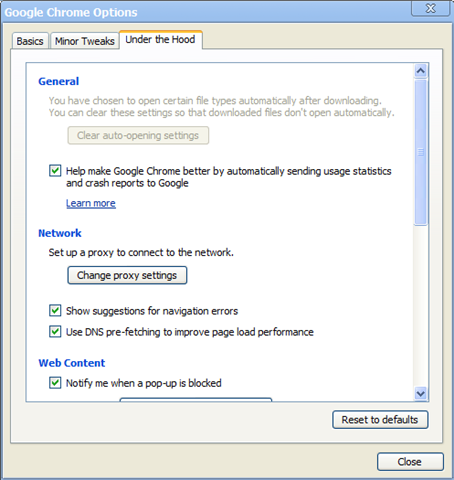 Google Chrome Options
Basics Minor Tweaks Under the Hood
General
You have chosen to open certain file types automatically after downloading.
You can clear these settings so that downloaded files don't open automatically.
Clear auto-opening settings
Help make Google Chrome better by automatically sending usage statistics
and crash reports to Google
Learn more
Network
Set up a proxy to connect to the network.
Change proxy settings
Show suggestions for navigation errors
Use DNS pre-fetching to improve page load performance
Web Content
Notify me when a pop-up is blocked
Reset to defaults
Close